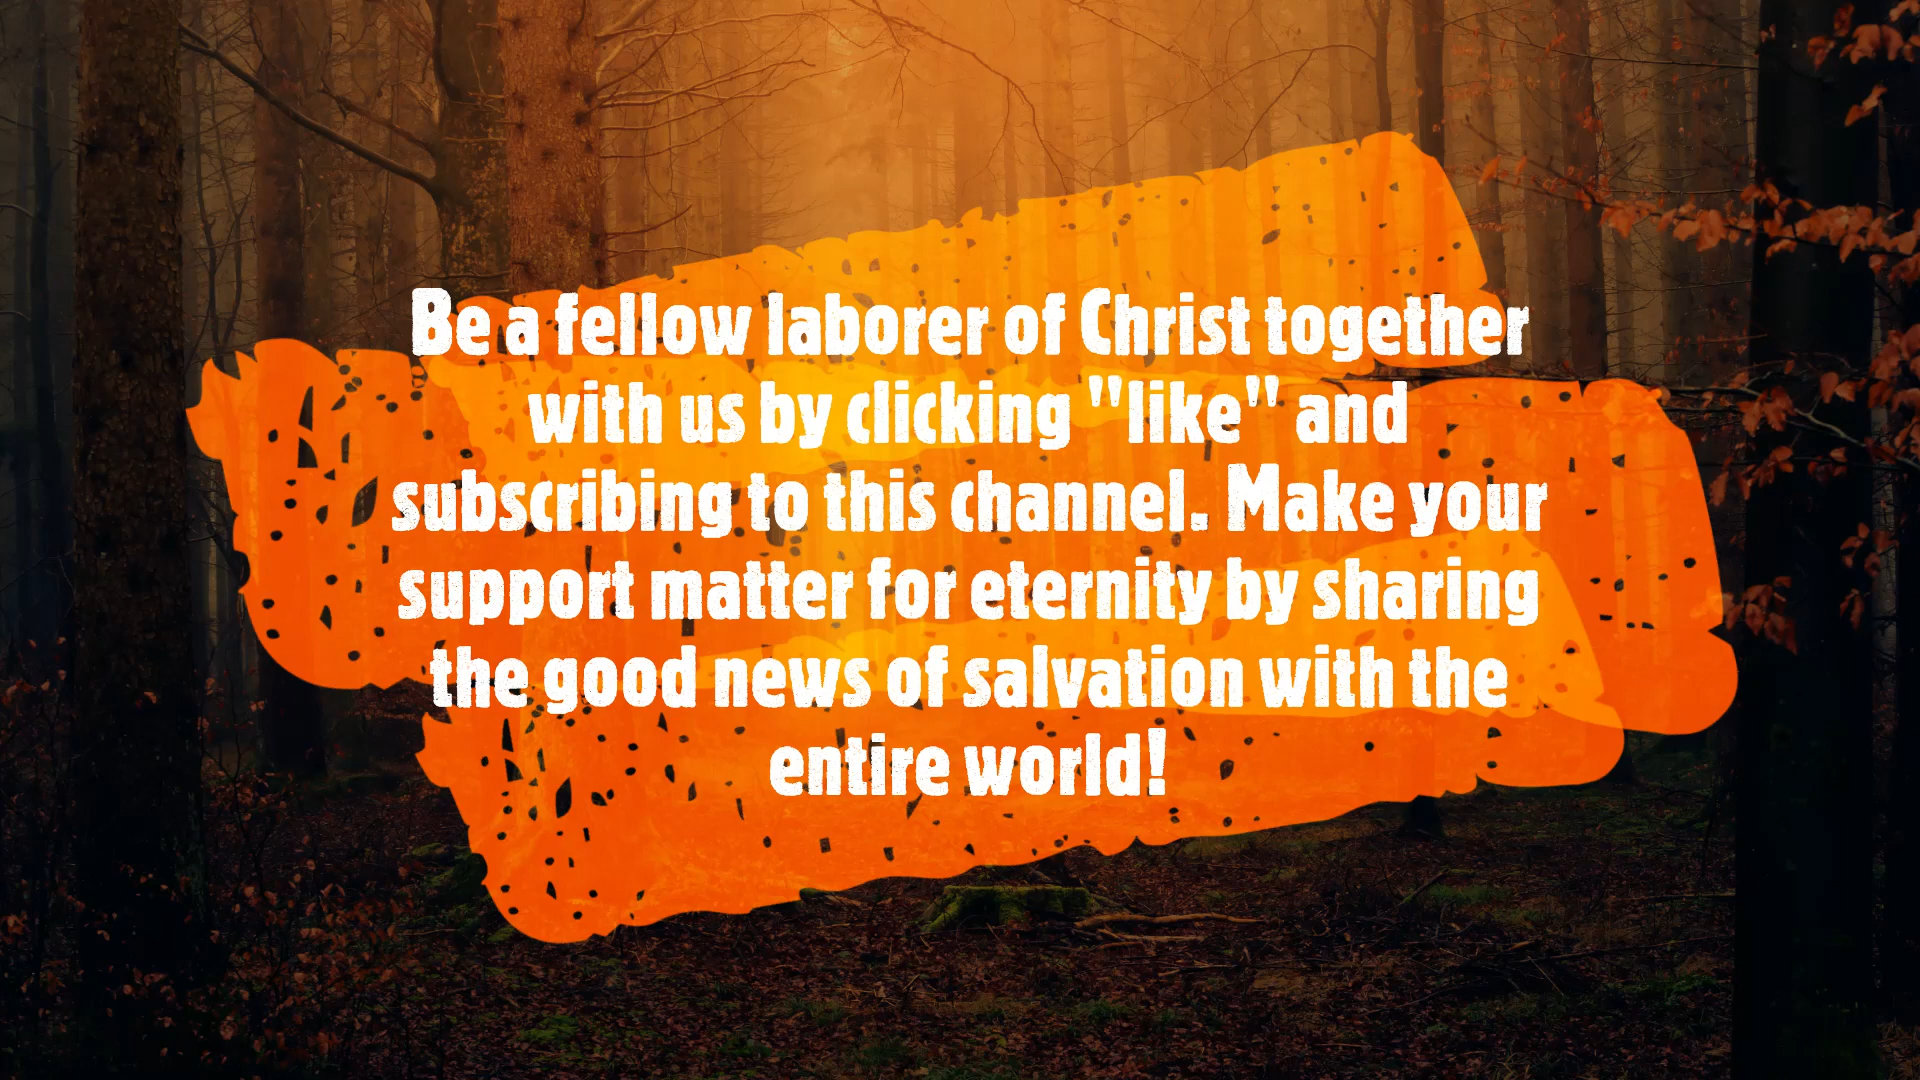 Be a fellow laborer of Christ together
with us by clicking "like" and
subscribing to this channel. Make your
support matter for eternity by sharing
the good news of salvation with the
entire world!